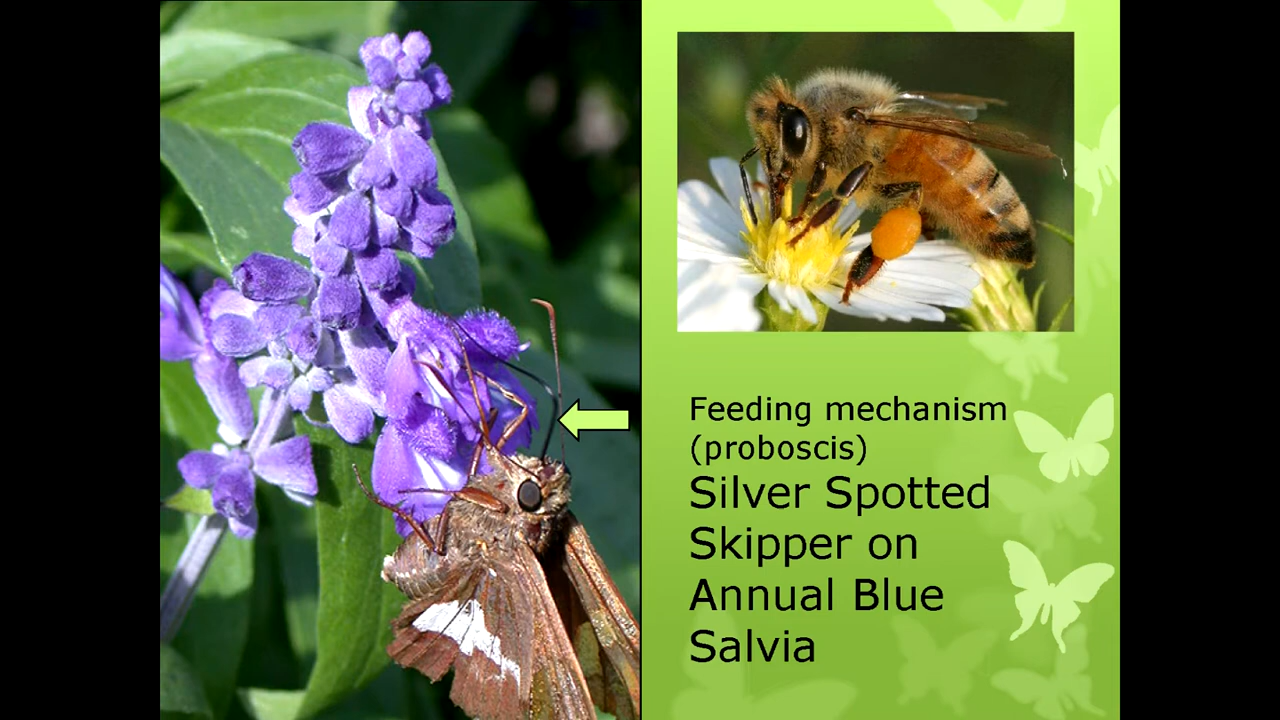 Feeding mechanism
(proboscis)
Silver Spotted
Skipper on
Annual Blue
Salvia